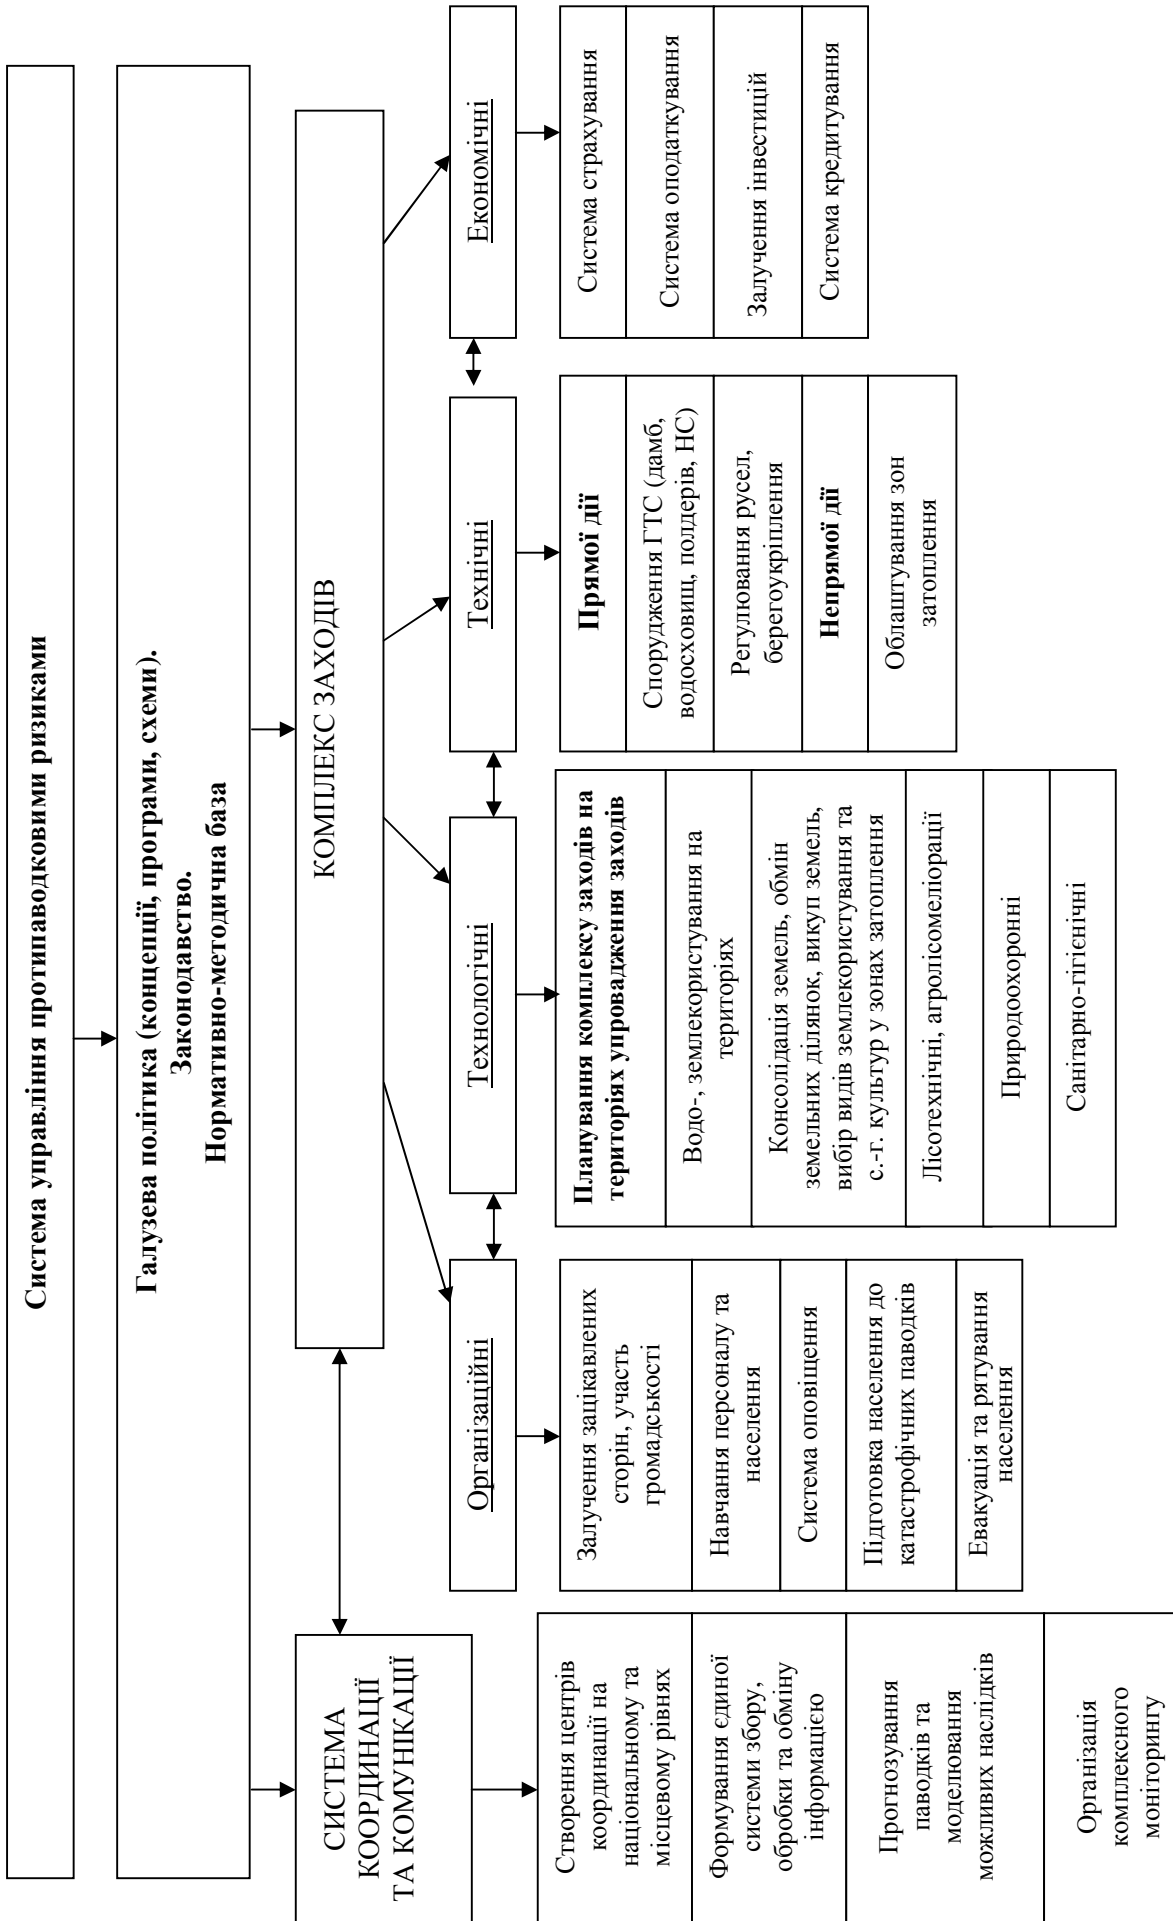 Система управління протипаводковими ризиками
Галузева політика (концепції, програми, схеми).
Законодавство.
Нормативно-методична база
СИСТЕМА
КООРДИНАЦІЇ
ТА КОМУНІКАЦІЇ
КОМПЛЕКС ЗАХОДІВ
Створення центрів
координації на
національному та
місцевому рівнях
Формування єдиної
системи збору,
обробки та обміну
інформацією
Прогнозування
паводків та
моделювання
можливих наслідків
Організація
комплексного
моніторингу
Організаційні
Залучення зацікавлених
сторін, участь
громадськості
Навчання персоналу та
населення
Система оповіщення
Підготовка населення до
катастрофічних паводків
Евакуація та рятування
населення
Технологічні
Планування комплексу заходів на
територіях упровадження заходів
Водо-, землекористування на
територіях
Консолідація земель, обмін
земельних ділянок, викуп земель,
вибір видів землекористування та
с.-г. культур у зонах затоплення
Лісотехнічні, агролісомеліорації
Природоохоронні
Санітарно-гігієнічні
Технічні
Прямої дії
Спорудження ГТС (дамб,
водосховищ, полдерів, НС)
Регулювання русел,
берегоукріплення
Непрямої дії
Облаштування зон
затоплення
Економічні
Система страхування
Система оподаткування
Залучення інвестицій
Система кредитування